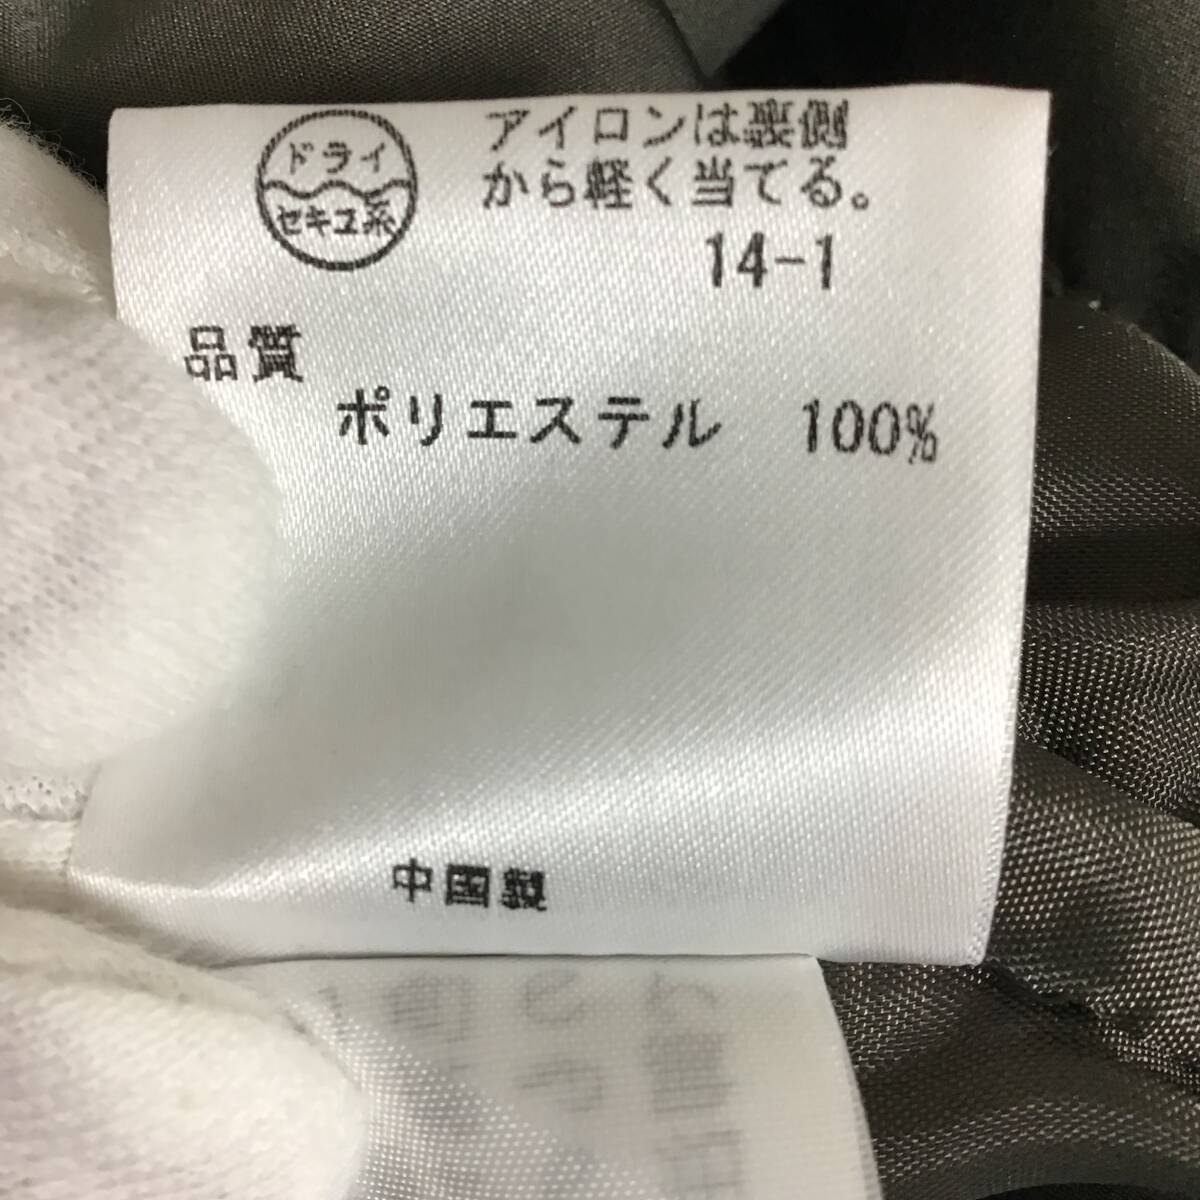 ドライ
セキユ系
アイロンは裏側
から軽く当てる。
14-1
品質
ポリエステル 100%
中国製